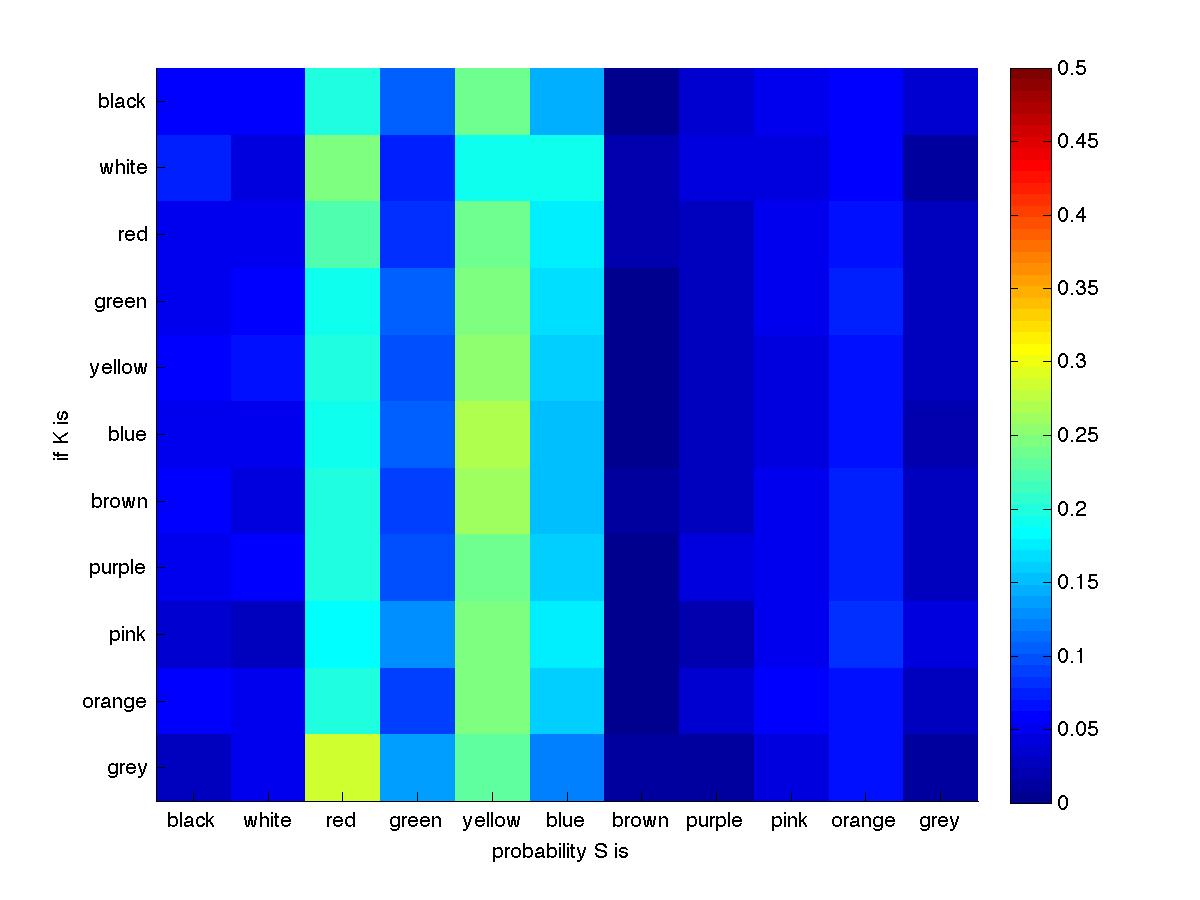 black
white
red
green
yellow
blue
brown
purple
pink
orange
grey
if K is
black white red green yellow blue brown purple pink orange grey
probability S is
0.5
0.45
0.4
0.35
0.3
0.25
0.2
0.15
0.1
0.05
0